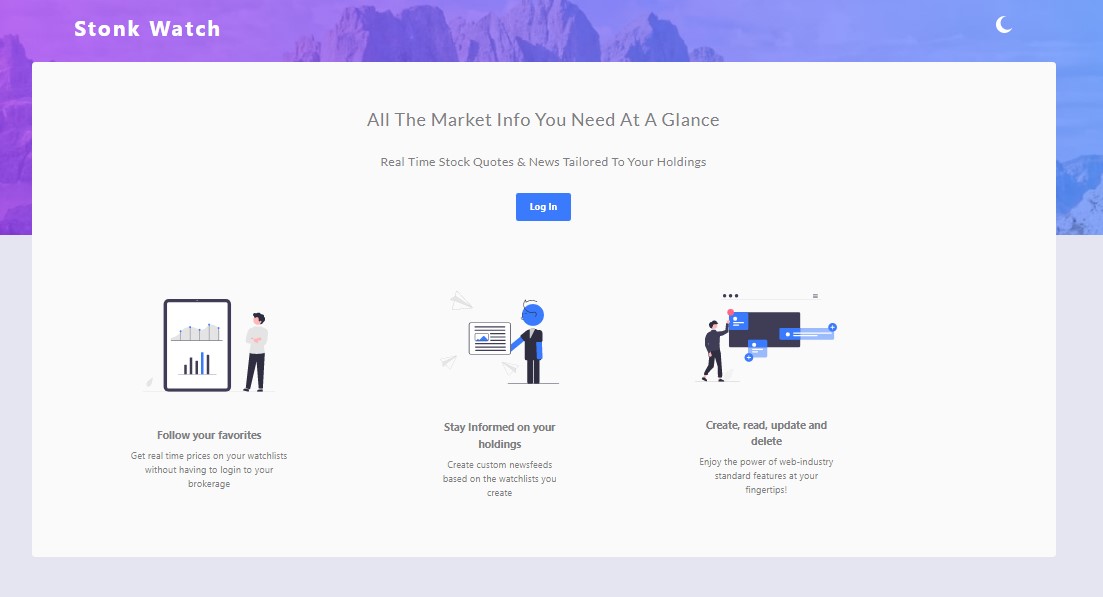 Stonk Watch
All The Market Info You Need At A Glance
Real Time Stock Quotes & News Tailored To Your Holdings
Log In
Follow your favorites
Get real time prices on your watchlists
without having to login to your
brokerage
Stay Informed on your
holdings
Create custom newsfeeds
based on the watchlists you
create
Create, read, update and
delete
Enjoy the power of web-industry
standard features at your
fingertips!